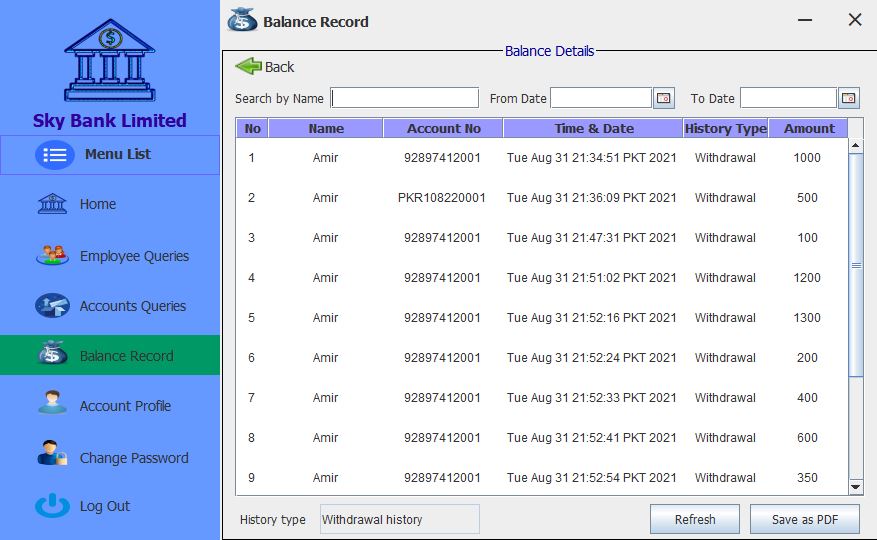 Sky Bank Limited
Menu List
Home
Employee Queries
Accounts Queries
Balance Record
Account Profile
Change Password
Log Out
Balance Record
Balance Details
Back
Search by Name From Date To Date
No Name Account No Time & Date History Type Amount
1 Amir 92897412001 Tue Aug 31 21:34:51 PKT 2021 Withdrawal 1000
2 Amir PKR108220001 Tue Aug 31 21:36:09 PKT 2021 Withdrawal 500
3 Amir 92897412001 Tue Aug 31 21:47:31 PKT 2021 Withdrawal 100
4 Amir 92897412001 Tue Aug 31 21:51:02 PKT 2021 Withdrawal 1200
5 Amir 92897412001 Tue Aug 31 21:52:16 PKT 2021 Withdrawal 1300
6 Amir 92897412001 Tue Aug 31 21:52:24 PKT 2021 Withdrawal 200
7 Amir 92897412001 Tue Aug 31 21:52:33 PKT 2021 Withdrawal 400
8 Amir 92897412001 Tue Aug 31 21:52:41 PKT 2021 Withdrawal 600
9 Amir 92897412001 Tue Aug 31 21:52:54 PKT 2021 Withdrawal 350
History type Withdrawal history Refresh Save as PDF